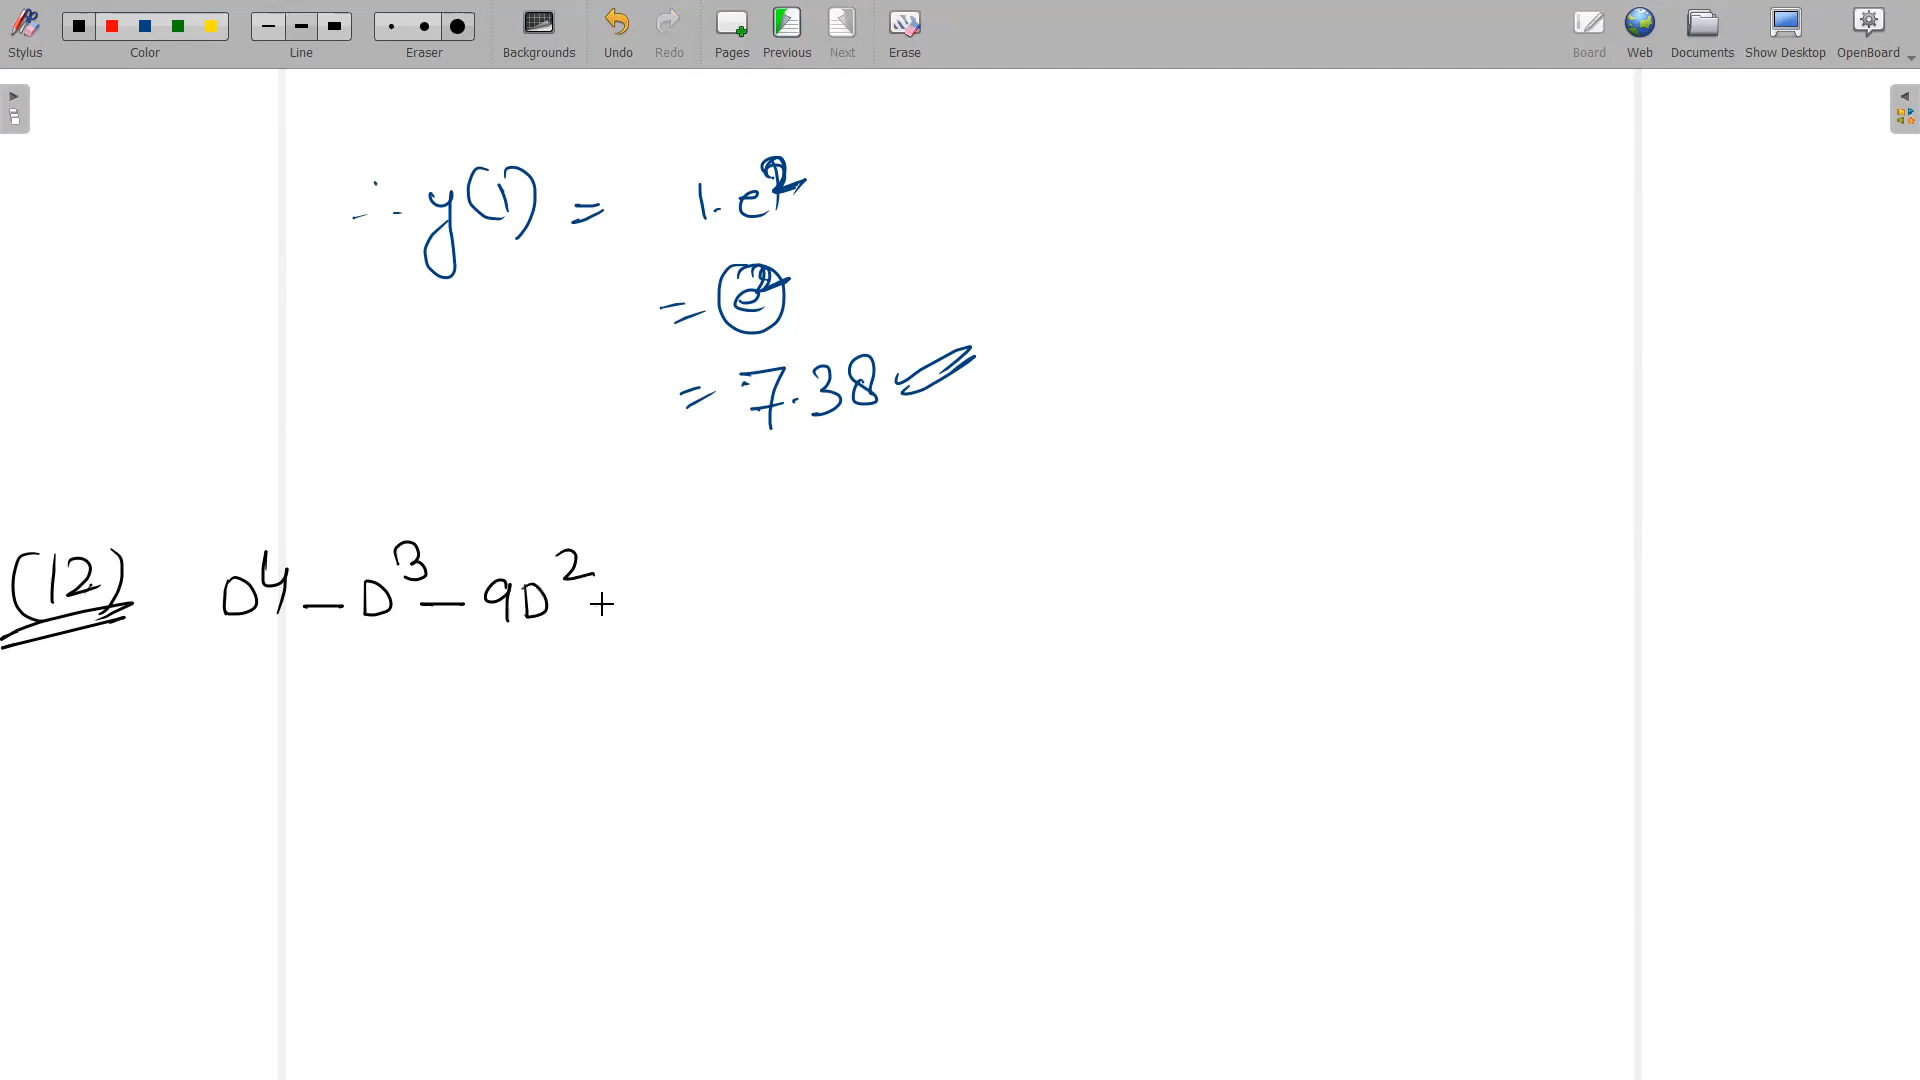 Stylus Color Line Eraser Backgrounds Undo Redo Pages Previous Next Erase Board Web Documents Show Desktop OpenBoard
∴ y(1) = 1.e²
= e²
= 7.38
(12) D⁴ - D³ - 9D²